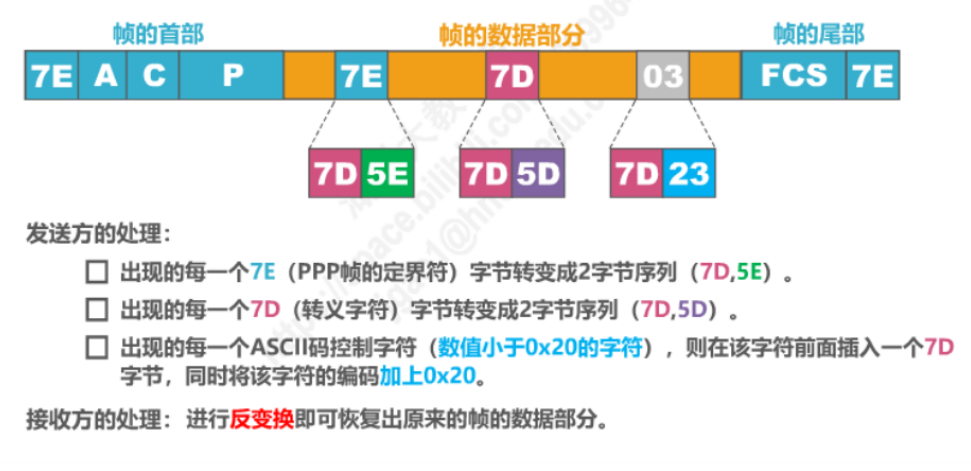 帧的首部 帧的数据部分 帧的尾部
7E A C P 7E 7D 03 FCS 7E
7D 5E 7D 5D 7D 23
发送方的处理：
出现的每一个7E（PPP帧的定界符）字节转变成2字节序列（7D,5E）。
出现的每一个7D（转义字符）字节转变成2字节序列（7D,5D）。
出现的每一个ASCII码控制字符（数值小于0x20的字符），则在该字符前面插入一个7D
字节，同时将该字符的编码加上0x20。
接收方的处理：进行反变换即可恢复出原来的帧的数据部分。